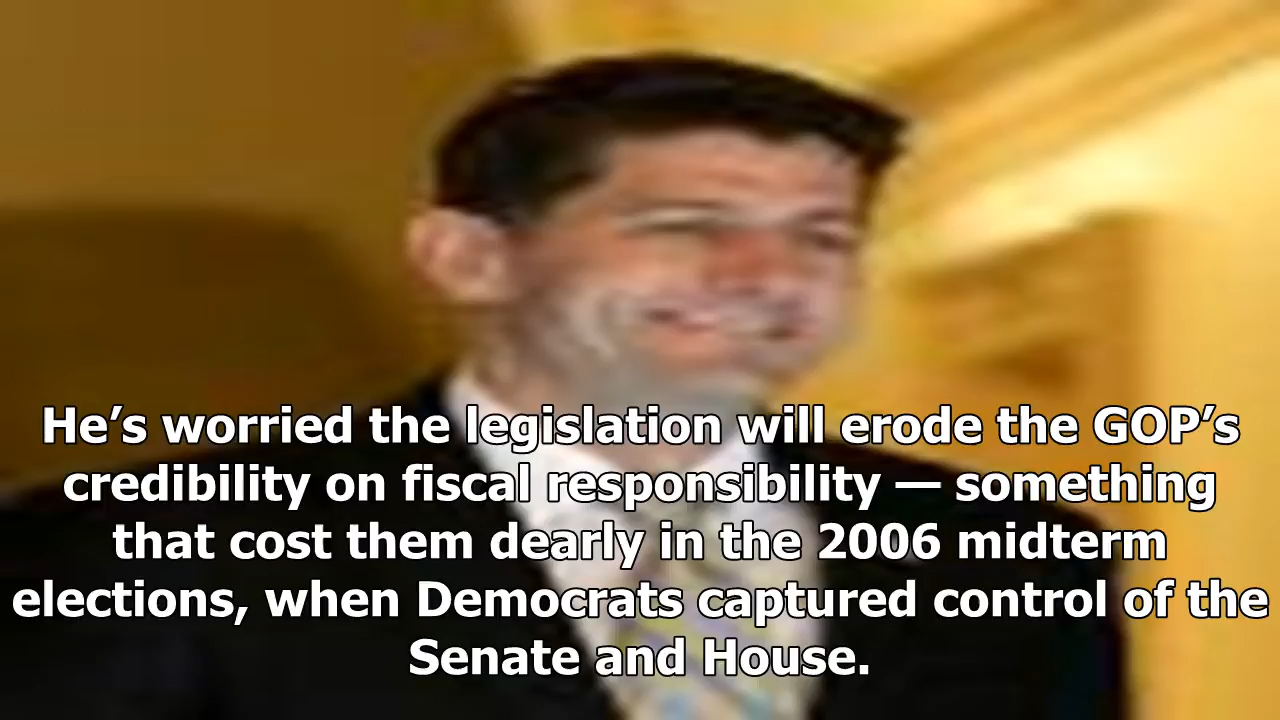 He’s worried the legislation will erode the GOP’s
credibility on fiscal responsibility — something
that cost them dearly in the 2006 midterm
elections, when Democrats captured control of the
Senate and House.